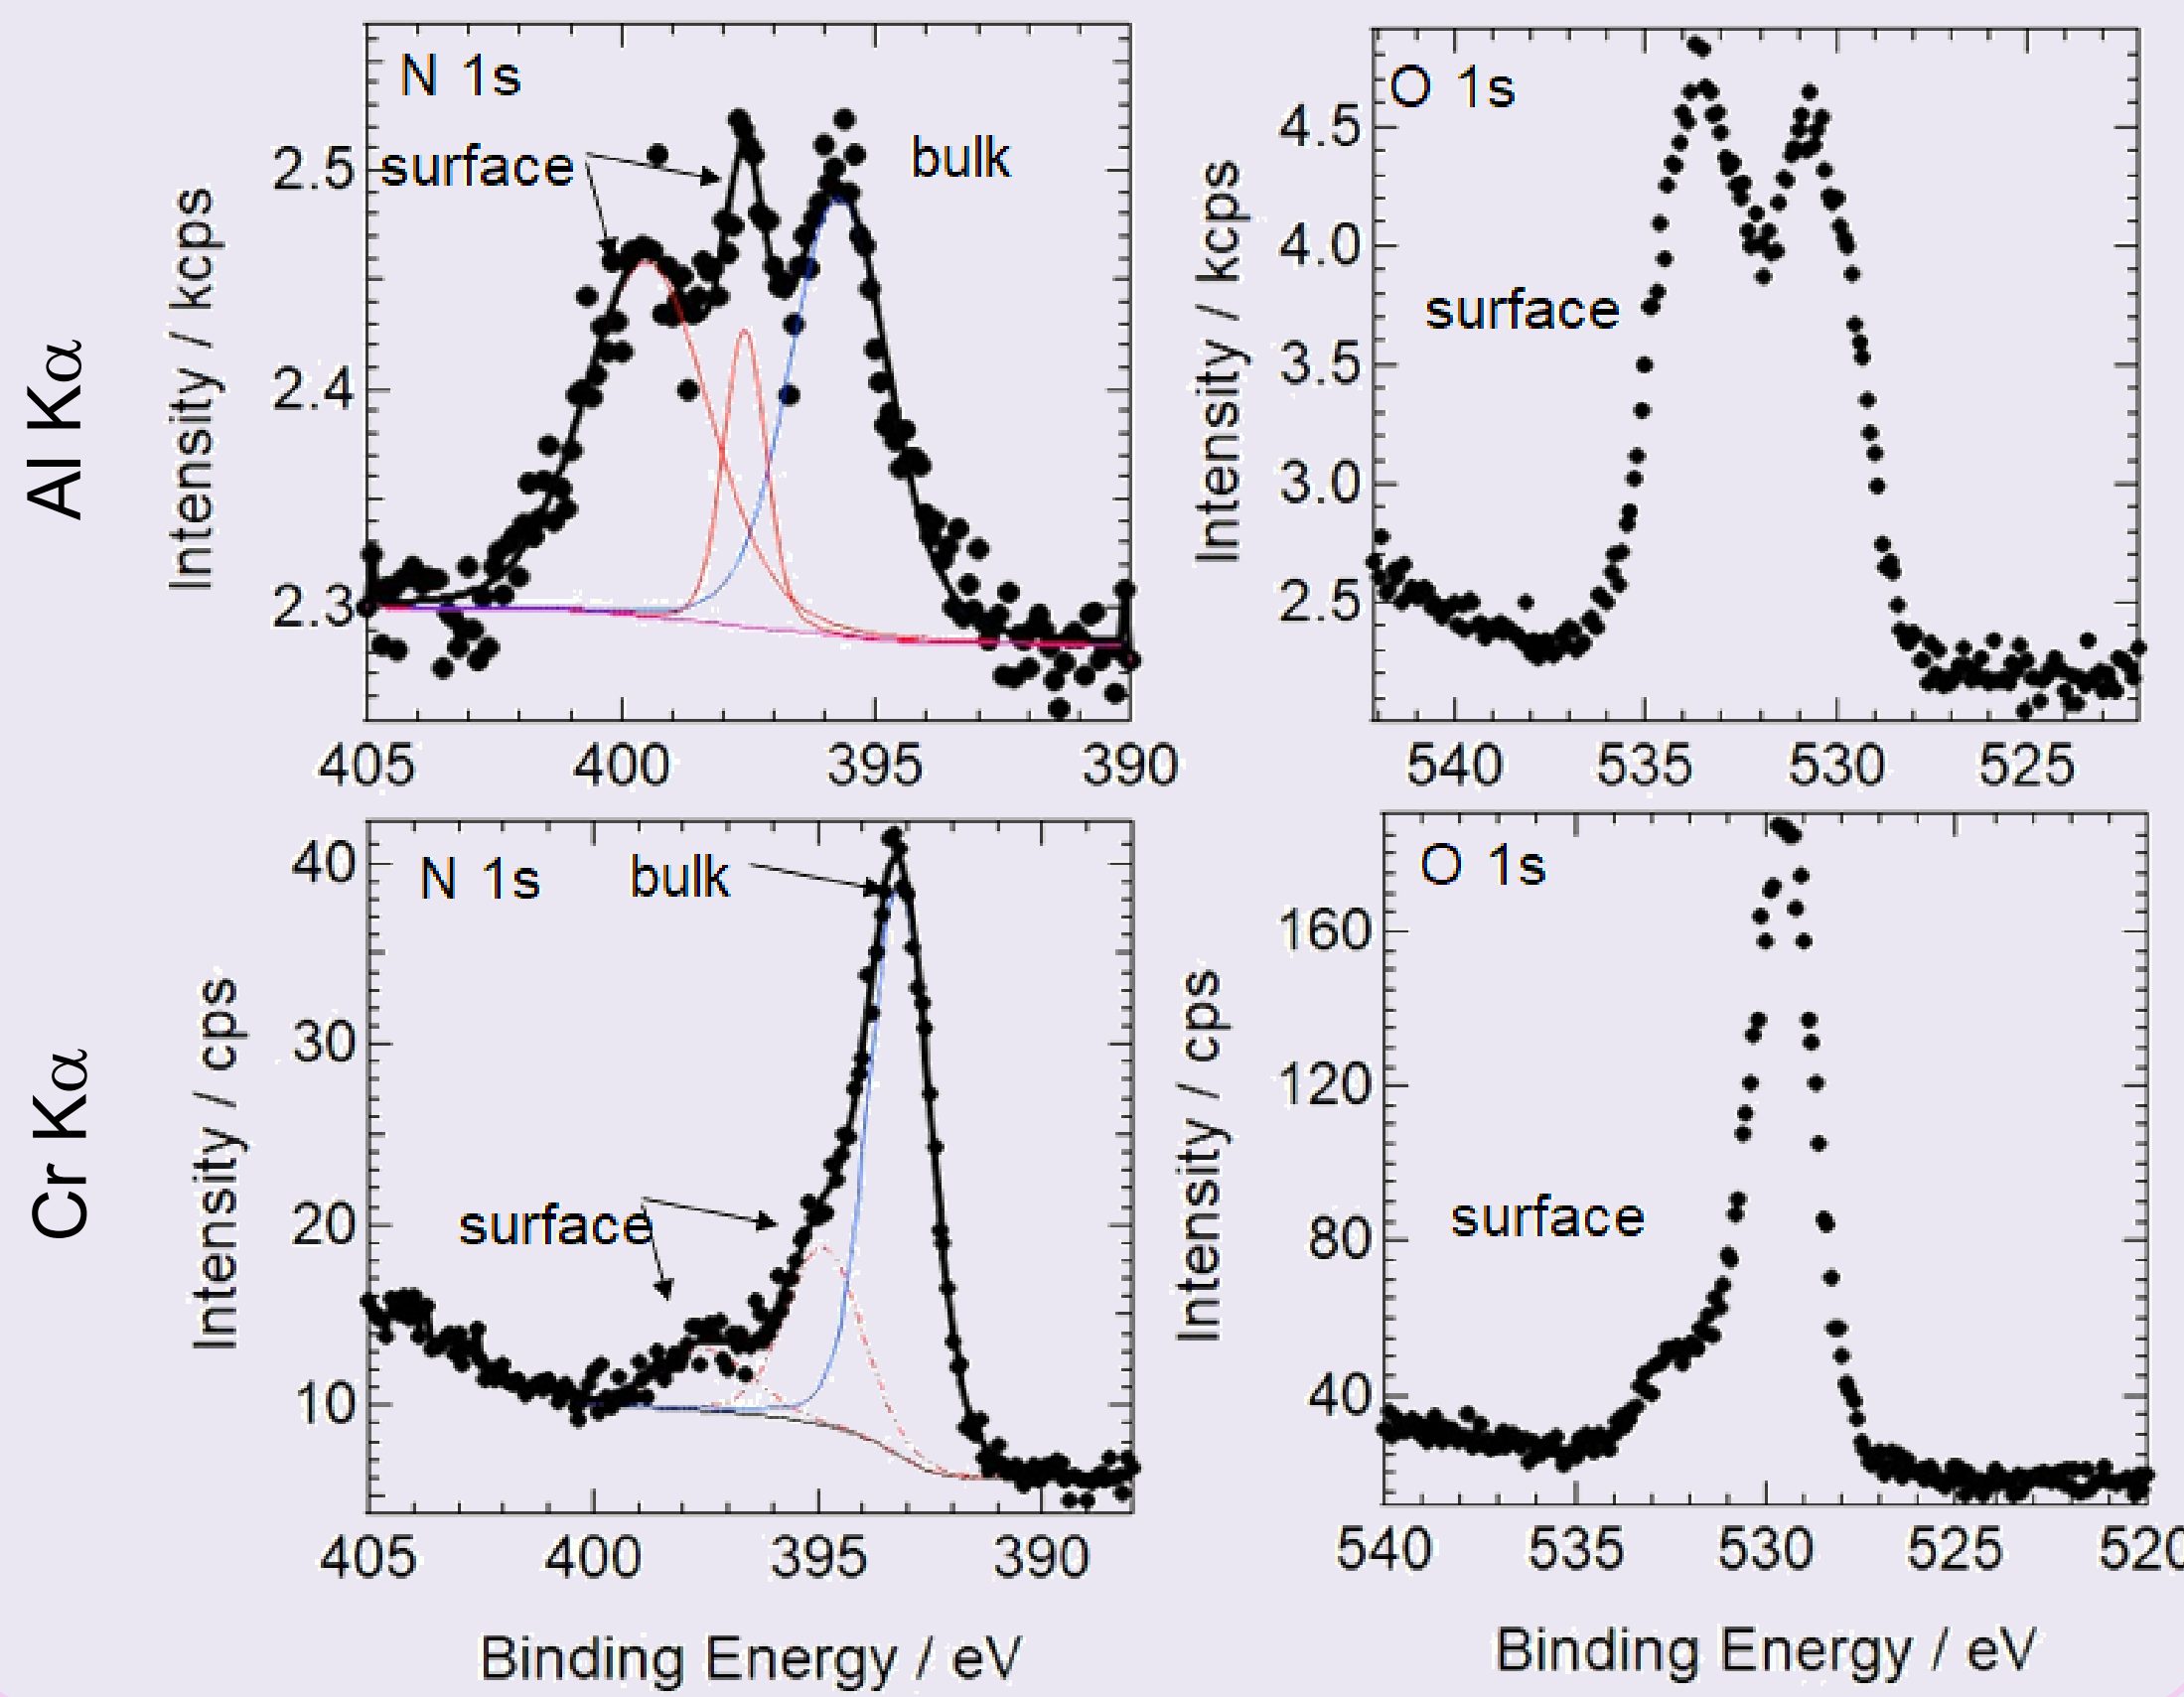 Al Kα
N 1s
surface
bulk
Intensity / kcps
2.5
2.4
2.3
405 400 395 390
O 1s
surface
Intensity / kcps
4.5
4.0
3.5
3.0
2.5
540 535 530 525
Cr Kα
N 1s
bulk
surface
Intensity / cps
40
30
20
10
405 400 395 390
Binding Energy / eV
O 1s
surface
Intensity / cps
160
120
80
40
540 535 530 525 520
Binding Energy / eV